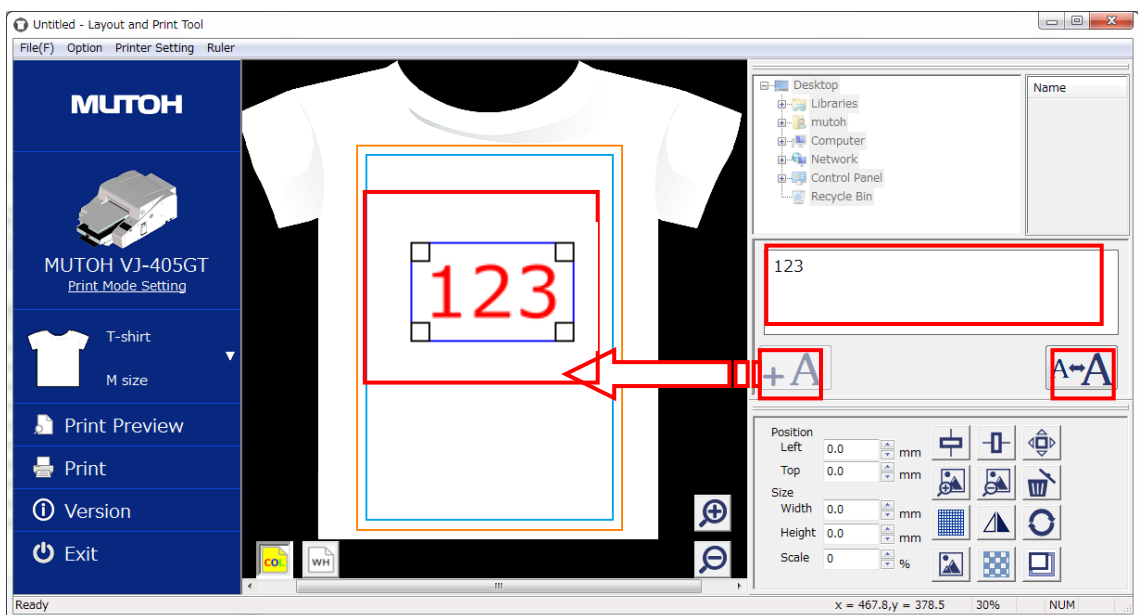 Untitled - Layout and Print Tool
File(F) Option Printer Setting Ruler
MUTOH
MUTOH VJ-405GT
Print Mode Setting
T-shirt
M size
Print Preview
Print
Version
Exit
123
COL
WH
Desktop
Libraries
mutoh
Computer
Network
Control Panel
Recycle Bin
Name
123
+A
A↔A
Position
Left 0.0 mm
Top 0.0 mm
Size
Width 0.0 mm
Height 0.0 mm
Scale 0 %
Ready
x = 467.8,y = 378.5 30% NUM